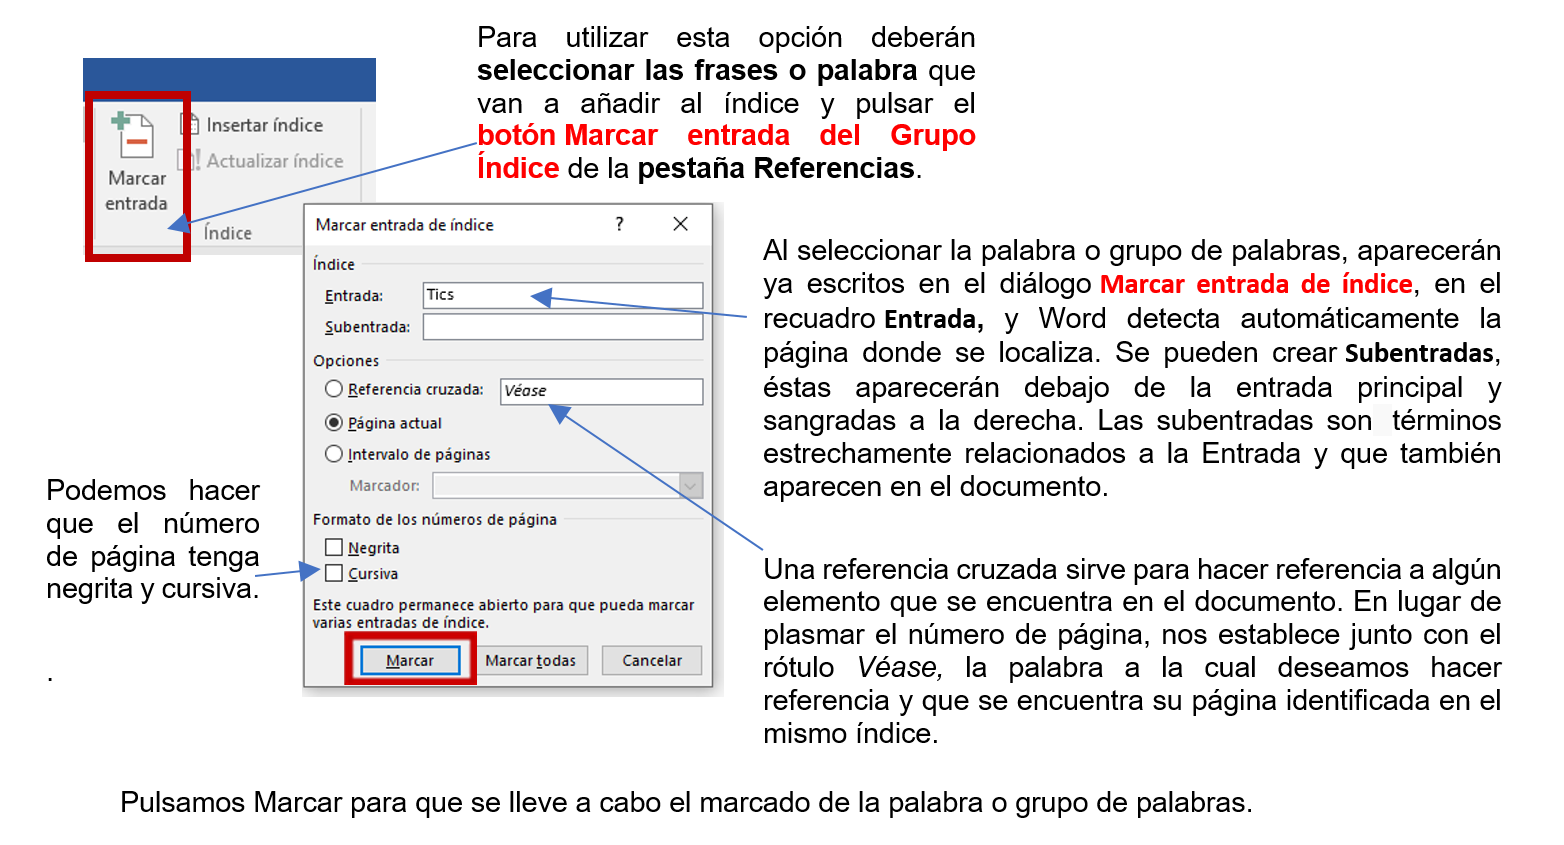 Para utilizar esta opción deberán
seleccionar las frases o palabra que
van a añadir al índice y pulsar el
botón Marcar entrada del Grupo
Índice de la pestaña Referencias.
Insertar índice
Actualizar índice
Marcar
entrada
Índice
Marcar entrada de índice
?
Índice
Entrada: Tics
Subentrada:
Opciones
Referencia cruzada: Véase
Página actual
Intervalo de páginas
Marcador:
Formato de los números de página
Negrita
Cursiva
Este cuadro permanece abierto para que pueda marcar
varias entradas de índice.
Marcar Marcar todas Cancelar
Al seleccionar la palabra o grupo de palabras, aparecerán
ya escritos en el diálogo Marcar entrada de índice, en el
recuadro Entrada, y Word detecta automáticamente la
página donde se localiza. Se pueden crear Subentradas,
éstas aparecerán debajo de la entrada principal y
sangradas a la derecha. Las subentradas son términos
estrechamente relacionados a la Entrada y que también
aparecen en el documento.
Podemos hacer
que el número
de página tenga
negrita y cursiva.
.
Una referencia cruzada sirve para hacer referencia a algún
elemento que se encuentra en el documento. En lugar de
plasmar el número de página, nos establece junto con el
rótulo Véase, la palabra a la cual deseamos hacer
referencia y que se encuentra su página identificada en el
mismo índice.
Pulsamos Marcar para que se lleve a cabo el marcado de la palabra o grupo de palabras.